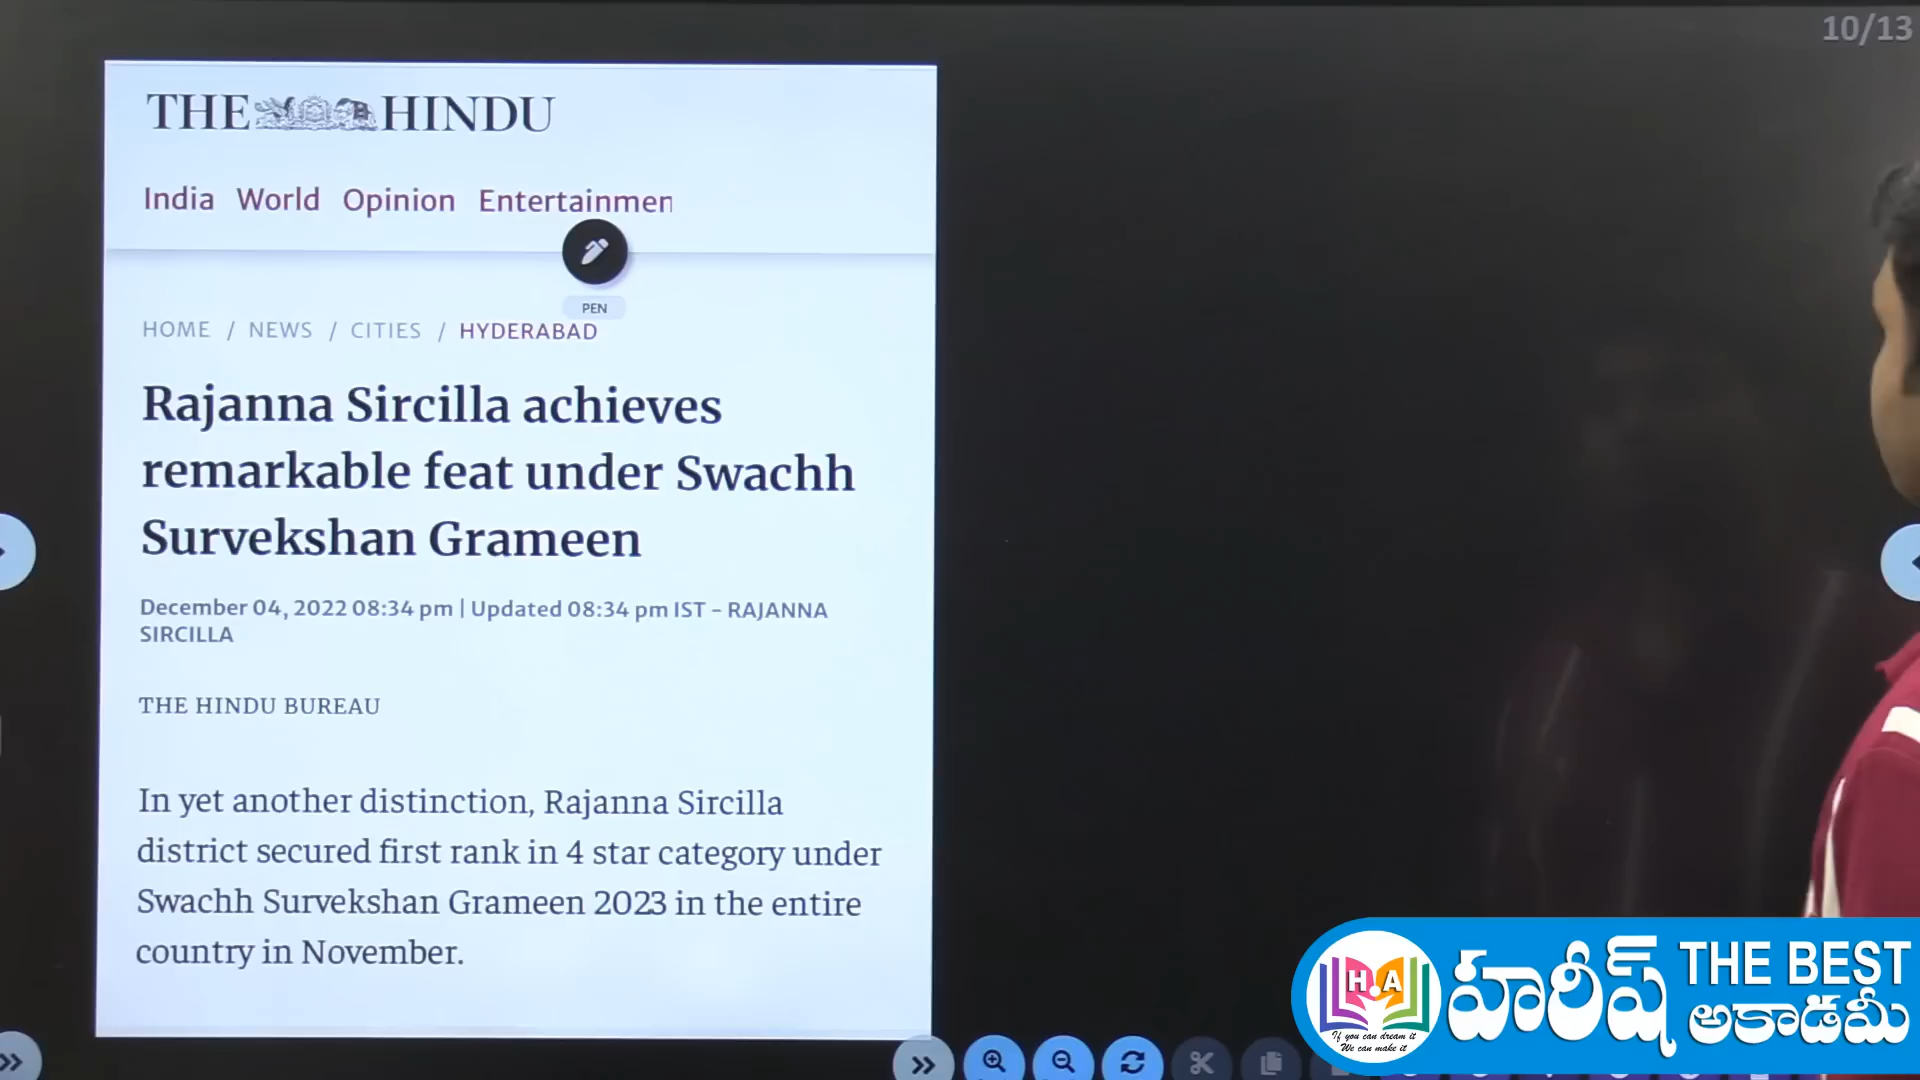 10/13
THE HINDU
India World Opinion Entertainmen
PEN
HOME / NEWS / CITIES / HYDERABAD
Rajanna Sircilla achieves
remarkable feat under Swachh
Survekshan Grameen
December 04, 2022 08:34 pm | Updated 08:34 pm IST - RAJANNA
SIRCILLA
THE HINDU BUREAU
In yet another distinction, Rajanna Sircilla
district secured first rank in 4 star category under
Swachh Survekshan Grameen 2023 in the entire
country in November.
H.A
If you can dream it
We can make it
హరీష్ THE BEST
అకాడమీ